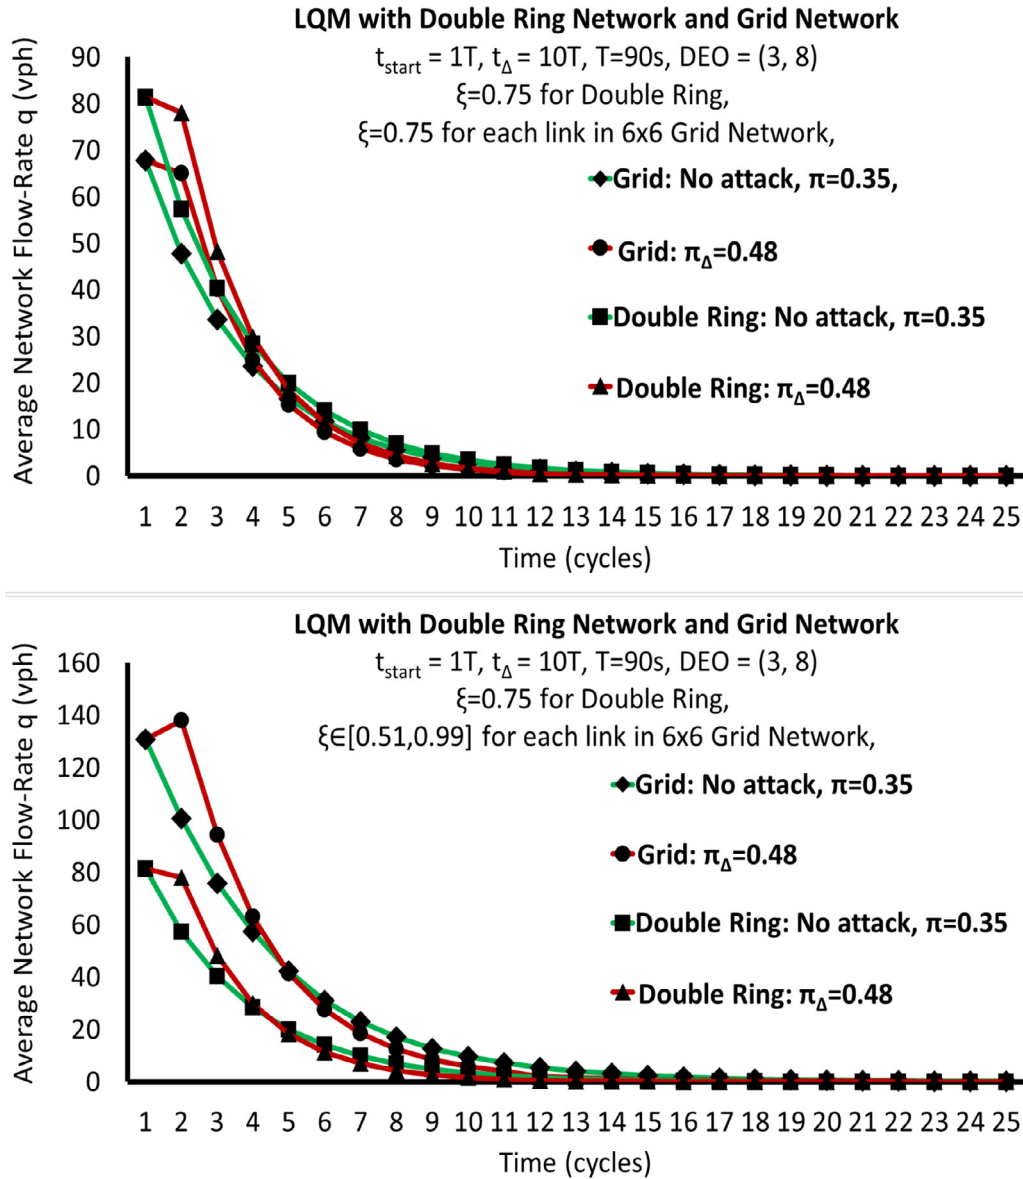 LQM with Double Ring Network and Grid Network
t_start = 1T, t_Δ = 10T, T=90s, DEO = (3, 8)
ξ=0.75 for Double Ring,
ξ=0.75 for each link in 6x6 Grid Network,
Grid: No attack, π=0.35,
Grid: π_Δ=0.48
Double Ring: No attack, π=0.35
Double Ring: π_Δ=0.48
Average Network Flow-Rate q (vph)
90
80
70
60
50
40
30
20
10
0
1 2 3 4 5 6 7 8 9 10 11 12 13 14 15 16 17 18 19 20 21 22 23 24 25
Time (cycles)
LQM with Double Ring Network and Grid Network
t_start = 1T, t_Δ = 10T, T=90s, DEO = (3, 8)
ξ=0.75 for Double Ring,
ξ∈[0.51,0.99] for each link in 6x6 Grid Network,
Grid: No attack, π=0.35
Grid: π_Δ=0.48
Double Ring: No attack, π=0.35
Double Ring: π_Δ=0.48
Average Network Flow-Rate q (vph)
160
140
120
100
80
60
40
20
0
1 2 3 4 5 6 7 8 9 10 11 12 13 14 15 16 17 18 19 20 21 22 23 24 25
Time (cycles)